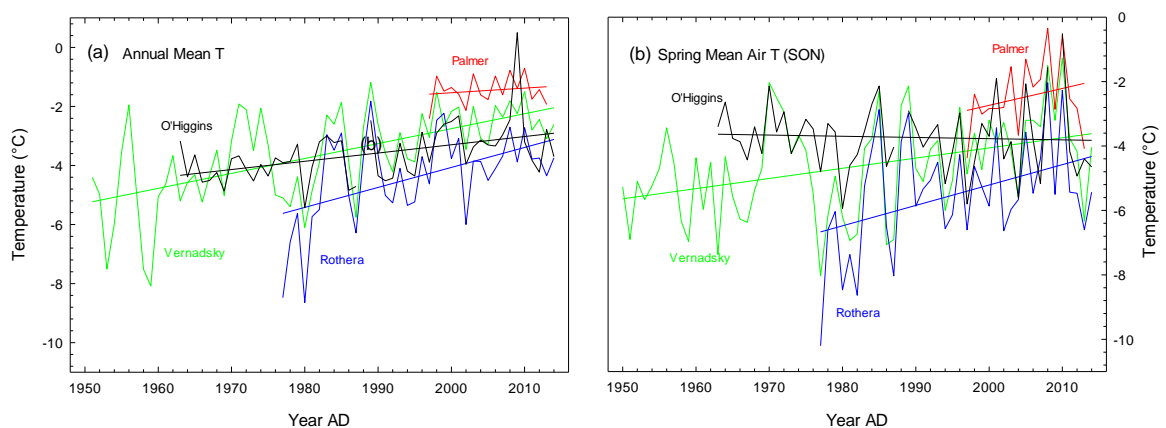 (a) Annual Mean T
Palmer
O'Higgins
(b)
Vernadsky
Rothera
0
-2
-4
-6
-8
-10
Temperature (°C)
1950 1960 1970 1980 1990 2000 2010
Year AD
(b) Spring Mean Air T (SON)
Palmer
O'Higgins
Vernadsky
Rothera
0
-2
-4
-6
-8
-10
Temperature (°C)
1950 1960 1970 1980 1990 2000 2010
Year AD